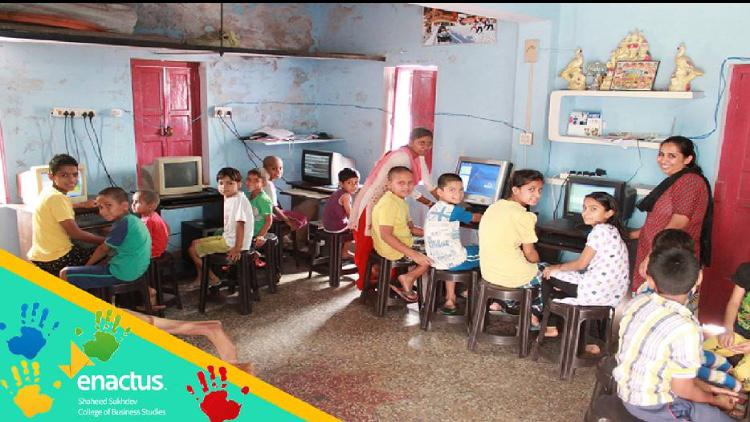 enactus.
Shaheed Sukhdev
College of Business Studies